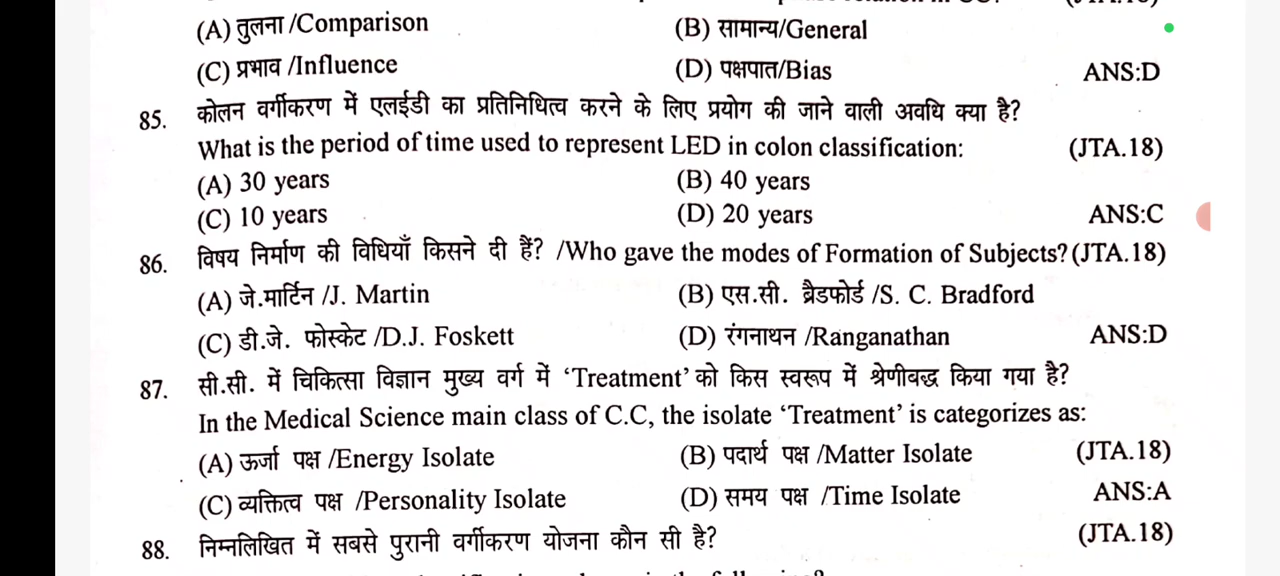 (A) तुलना /Comparison (B) सामान्य/General
(C) प्रभाव /Influence (D) पक्षपात/Bias ANS:D
85. कोलन वर्गीकरण में एलईडी का प्रतिनिधित्व करने के लिए प्रयोग की जाने वाली अवधि क्या है?
What is the period of time used to represent LED in colon classification: (JTA.18)
(A) 30 years (B) 40 years
(C) 10 years (D) 20 years ANS:C
86. विषय निर्माण की विधियाँ किसने दी हैं? /Who gave the modes of Formation of Subjects? (JTA.18)
(A) जे.मार्टिन /J. Martin (B) एस.सी. ब्रैडफोर्ड /S. C. Bradford
(C) डी.जे. फोस्केट /D.J. Foskett (D) रंगनाथन /Ranganathan ANS:D
87. सी.सी. में चिकित्सा विज्ञान मुख्य वर्ग में ‘Treatment’ को किस स्वरूप में श्रेणीवद्ध किया गया है?
In the Medical Science main class of C.C, the isolate ‘Treatment’ is categorizes as:
(A) ऊर्जा पक्ष /Energy Isolate (B) पदार्थ पक्ष /Matter Isolate (JTA.18)
(C) व्यक्तित्व पक्ष /Personality Isolate (D) समय पक्ष /Time Isolate ANS:A
88. निम्नलिखित में सबसे पुरानी वर्गीकरण योजना कौन सी है? (JTA.18)